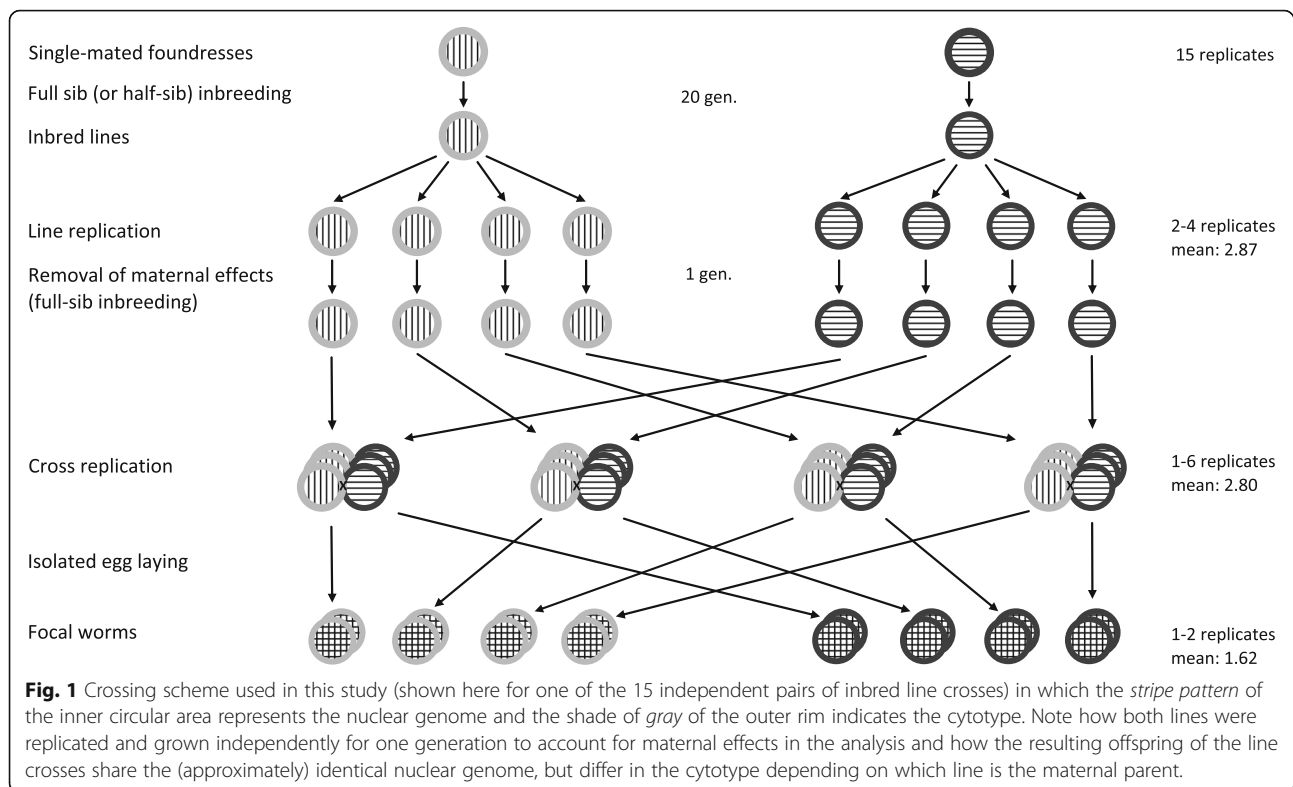 Single-mated foundresses
15 replicates
Full sib (or half-sib) inbreeding
20 gen.
Inbred lines
Line replication
2-4 replicates
mean: 2.87
Removal of maternal effects
(full-sib inbreeding)
1 gen.
Cross replication
1-6 replicates
mean: 2.80
x
x
x
x
Isolated egg laying
Focal worms
1-2 replicates
mean: 1.62
Fig. 1 Crossing scheme used in this study (shown here for one of the 15 independent pairs of inbred line crosses) in which the stripe pattern of
the inner circular area represents the nuclear genome and the shade of gray of the outer rim indicates the cytotype. Note how both lines were
replicated and grown independently for one generation to account for maternal effects in the analysis and how the resulting offspring of the line
crosses share the (approximately) identical nuclear genome, but differ in the cytotype depending on which line is the maternal parent.